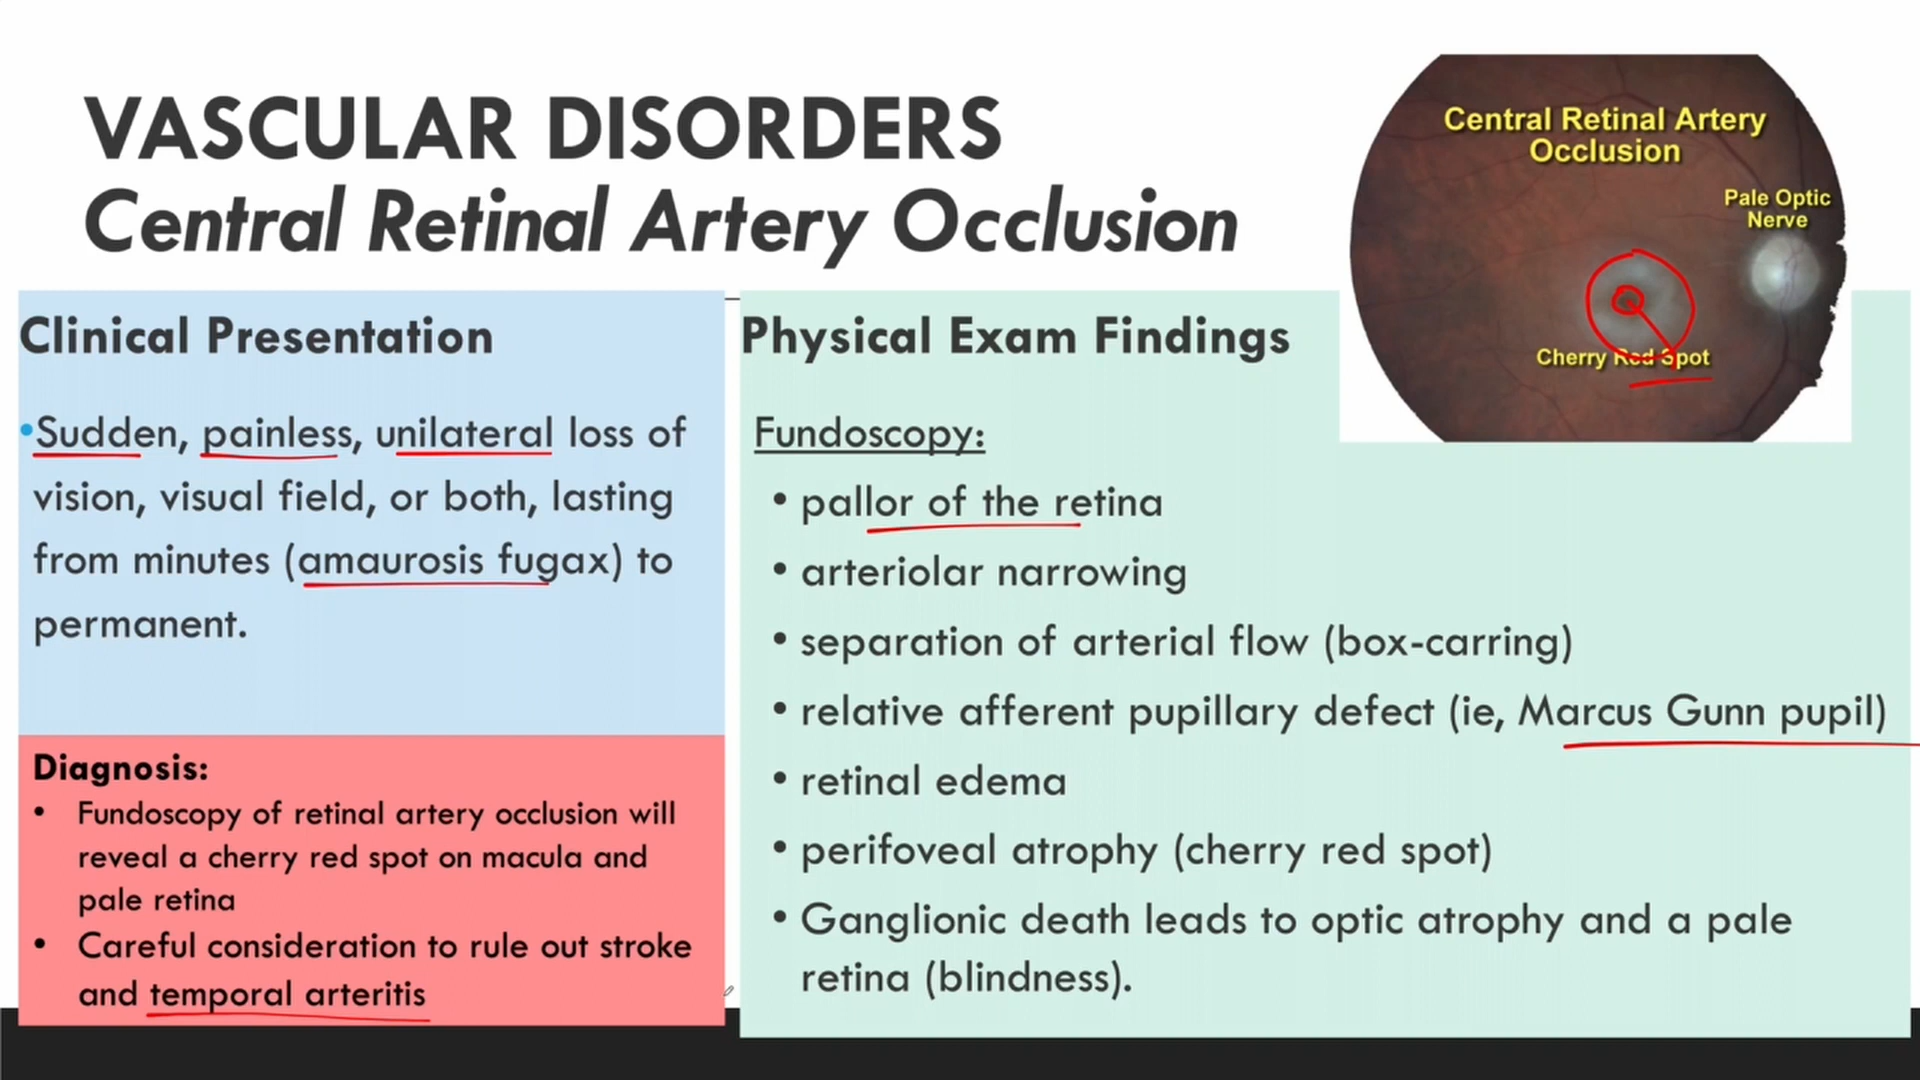 VASCULAR DISORDERS
Central Retinal Artery Occlusion
Central Retinal Artery
Occlusion
Pale Optic
Nerve
Cherry Red Spot
Clinical Presentation
•Sudden, painless, unilateral loss of
vision, visual field, or both, lasting
from minutes (amaurosis fugax) to
permanent.
Diagnosis:
• Fundoscopy of retinal artery occlusion will
reveal a cherry red spot on macula and
pale retina
• Careful consideration to rule out stroke
and temporal arteritis
Physical Exam Findings
Fundoscopy:
• pallor of the retina
• arteriolar narrowing
• separation of arterial flow (box-carring)
• relative afferent pupillary defect (ie, Marcus Gunn pupil)
• retinal edema
• perifoveal atrophy (cherry red spot)
• Ganglionic death leads to optic atrophy and a pale
retina (blindness).